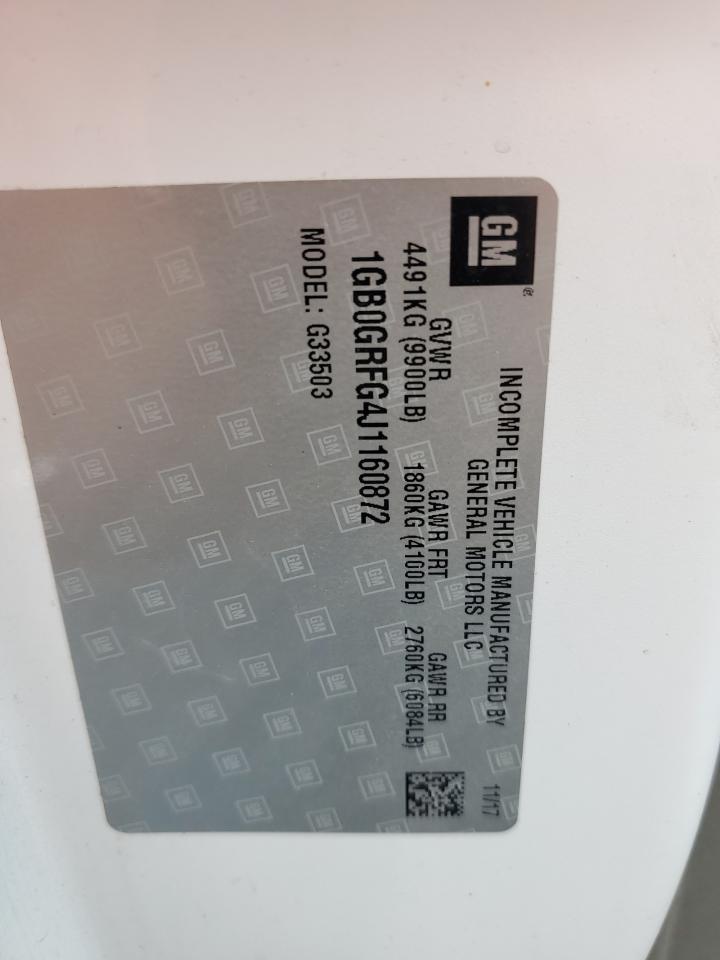 GM
INCOMPLETE VEHICLE MANUFACTURED BY
GENERAL MOTORS LLC
11/17
GVWR GAWR FRT GAWR RR
4491KG (9900LB) 1860KG (4100LB) 2760KG (6084LB)
1GB0GRFG4J1160872
MODEL: G33503